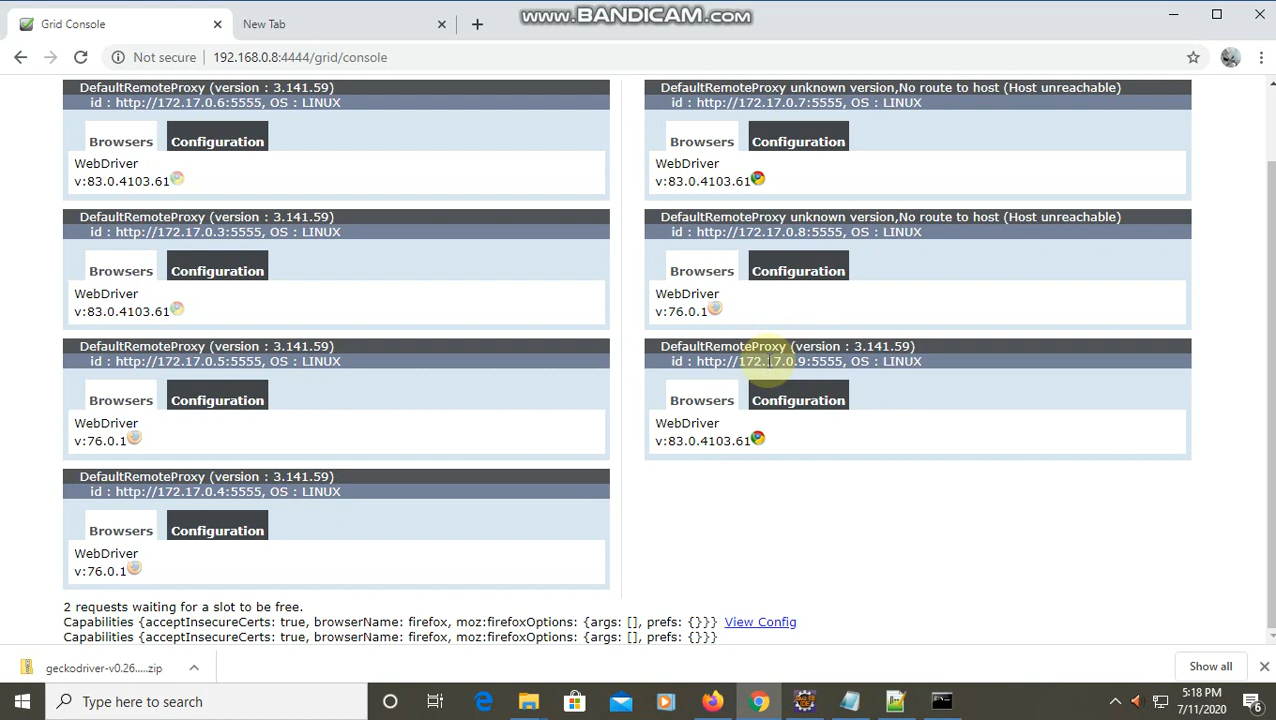 Grid Console
New Tab
www.BANDICAM.com
Not secure
192.168.0.8:4444/grid/console
DefaultRemoteProxy (version : 3.141.59)
id : http://172.17.0.6:5555, OS : LINUX
Browsers
Configuration
WebDriver
v:83.0.4103.61
DefaultRemoteProxy (version : 3.141.59)
id : http://172.17.0.3:5555, OS : LINUX
Browsers
Configuration
WebDriver
v:83.0.4103.61
DefaultRemoteProxy (version : 3.141.59)
id : http://172.17.0.5:5555, OS : LINUX
Browsers
Configuration
WebDriver
v:76.0.1
DefaultRemoteProxy (version : 3.141.59)
id : http://172.17.0.4:5555, OS : LINUX
Browsers
Configuration
WebDriver
v:76.0.1
DefaultRemoteProxy unknown version,No route to host (Host unreachable)
id : http://172.17.0.7:5555, OS : LINUX
Browsers
Configuration
WebDriver
v:83.0.4103.61
DefaultRemoteProxy unknown version,No route to host (Host unreachable)
id : http://172.17.0.8:5555, OS : LINUX
Browsers
Configuration
WebDriver
v:76.0.1
DefaultRemoteProxy (version : 3.141.59)
id : http://172.17.0.9:5555, OS : LINUX
Browsers
Configuration
WebDriver
v:83.0.4103.61
2 requests waiting for a slot to be free.
Capabilities {acceptInsecureCerts: true, browserName: firefox, moz:firefoxOptions: {args: [], prefs: {}}} View Config
Capabilities {acceptInsecureCerts: true, browserName: firefox, moz:firefoxOptions: {args: [], prefs: {}}}
geckodriver-v0.26....zip
Show all
Type here to search
5:18 PM
7/11/2020
6